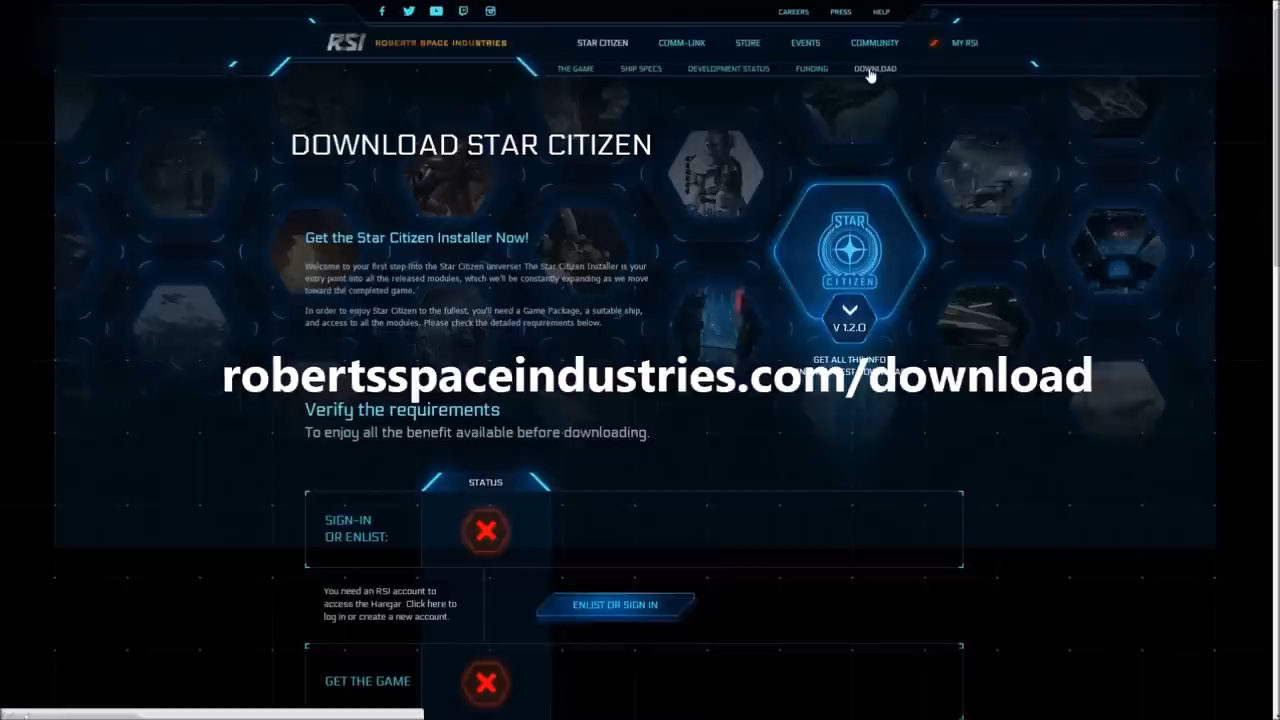 CAREERS PRESS HELP
RSI ROBERTS SPACE INDUSTRIES
STAR CITIZEN COMM-LINK STORE EVENTS COMMUNITY MY RSI
THE GAME SHIP SPECS DEVELOPMENT STATUS FUNDING DOWNLOAD
DOWNLOAD STAR CITIZEN
Get the Star Citizen Installer Now!
Welcome to your first step into the Star Citizen universe! The Star Citizen Installer is your
entry point into all the released modules, which we'll be constantly expanding as we move
toward the completed game.
In order to enjoy Star Citizen to the fullest, you'll need a Game Package, a suitable ship,
and access to all the modules. Please check the detailed requirements below.
STAR
CITIZEN
V 1.2.0
GET ALL THE INFO
robertsspaceindustries.com/download
Verify the requirements
To enjoy all the benefit available before downloading.
STATUS
SIGN-IN
OR ENLIST:
You need an RSI account to
access the Hangar. Click here to
log in or create a new account.
ENLIST OR SIGN IN
GET THE GAME